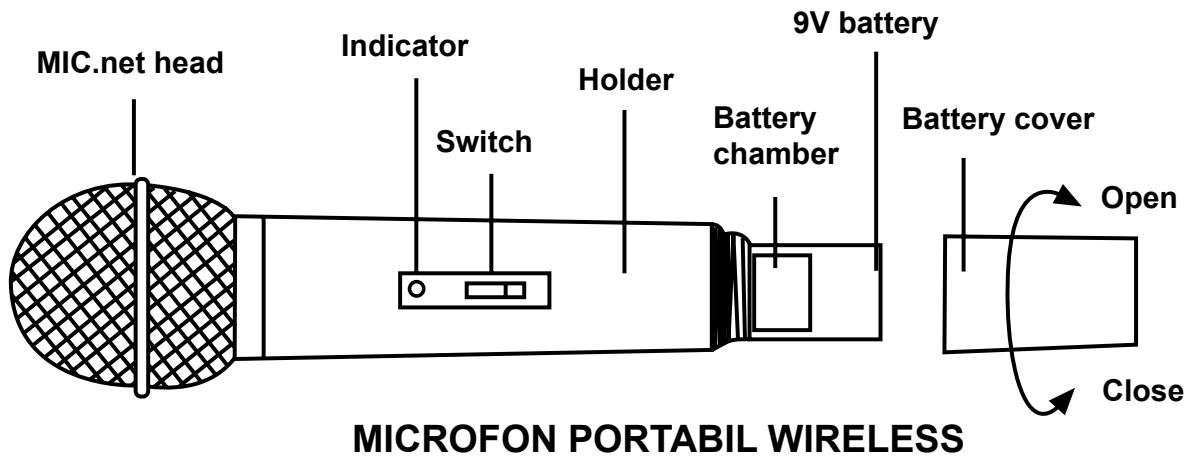 9V battery
Indicator
MIC.net head
Holder
Battery
chamber
Battery cover
Switch
Open
Close
MICROFON PORTABIL WIRELESS